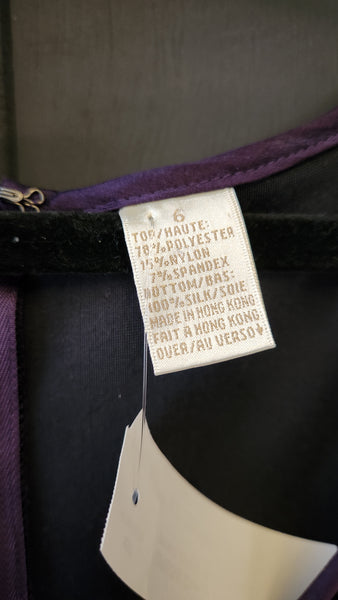 6
TOP/HAUTE:
78% POLYESTER
15% NYLON
7% SPANDEX
BOTTOM/BAS:
100% SILK/SOIE
MADE IN HONG KONG
FAIT A HONG KONG
OVER/AU VERSO↓